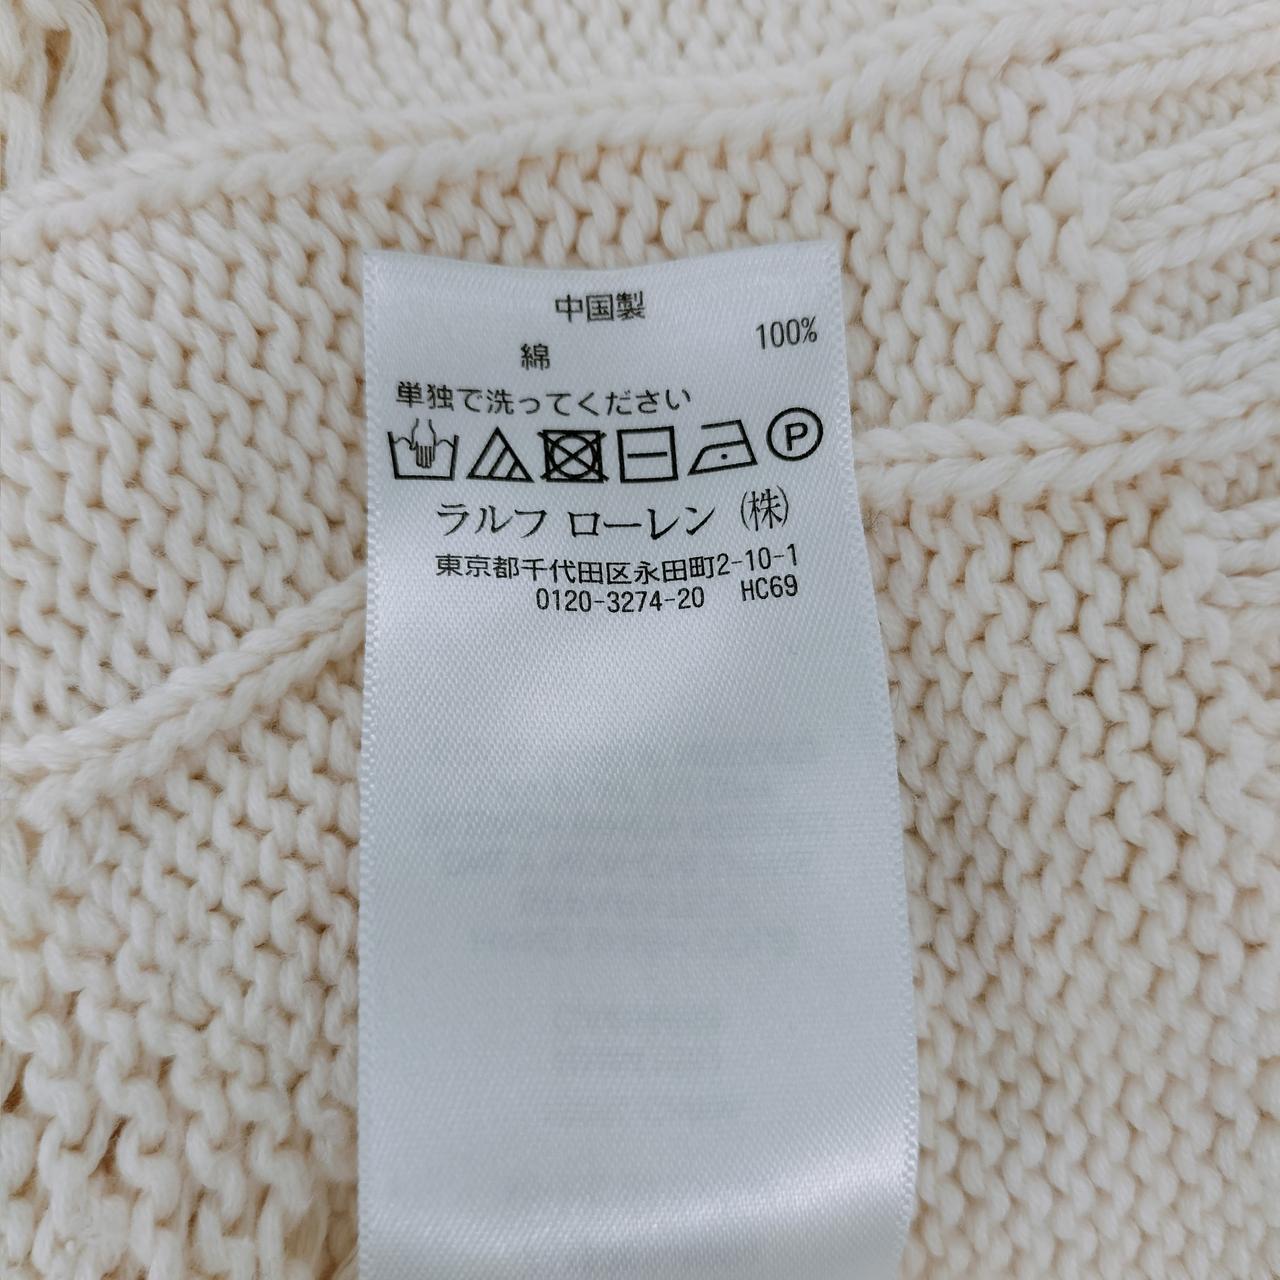 中国製
綿 100%
単独で洗ってください
P
ラルフ ローレン (株)
東京都千代田区永田町2-10-1
0120-3274-20 HC69